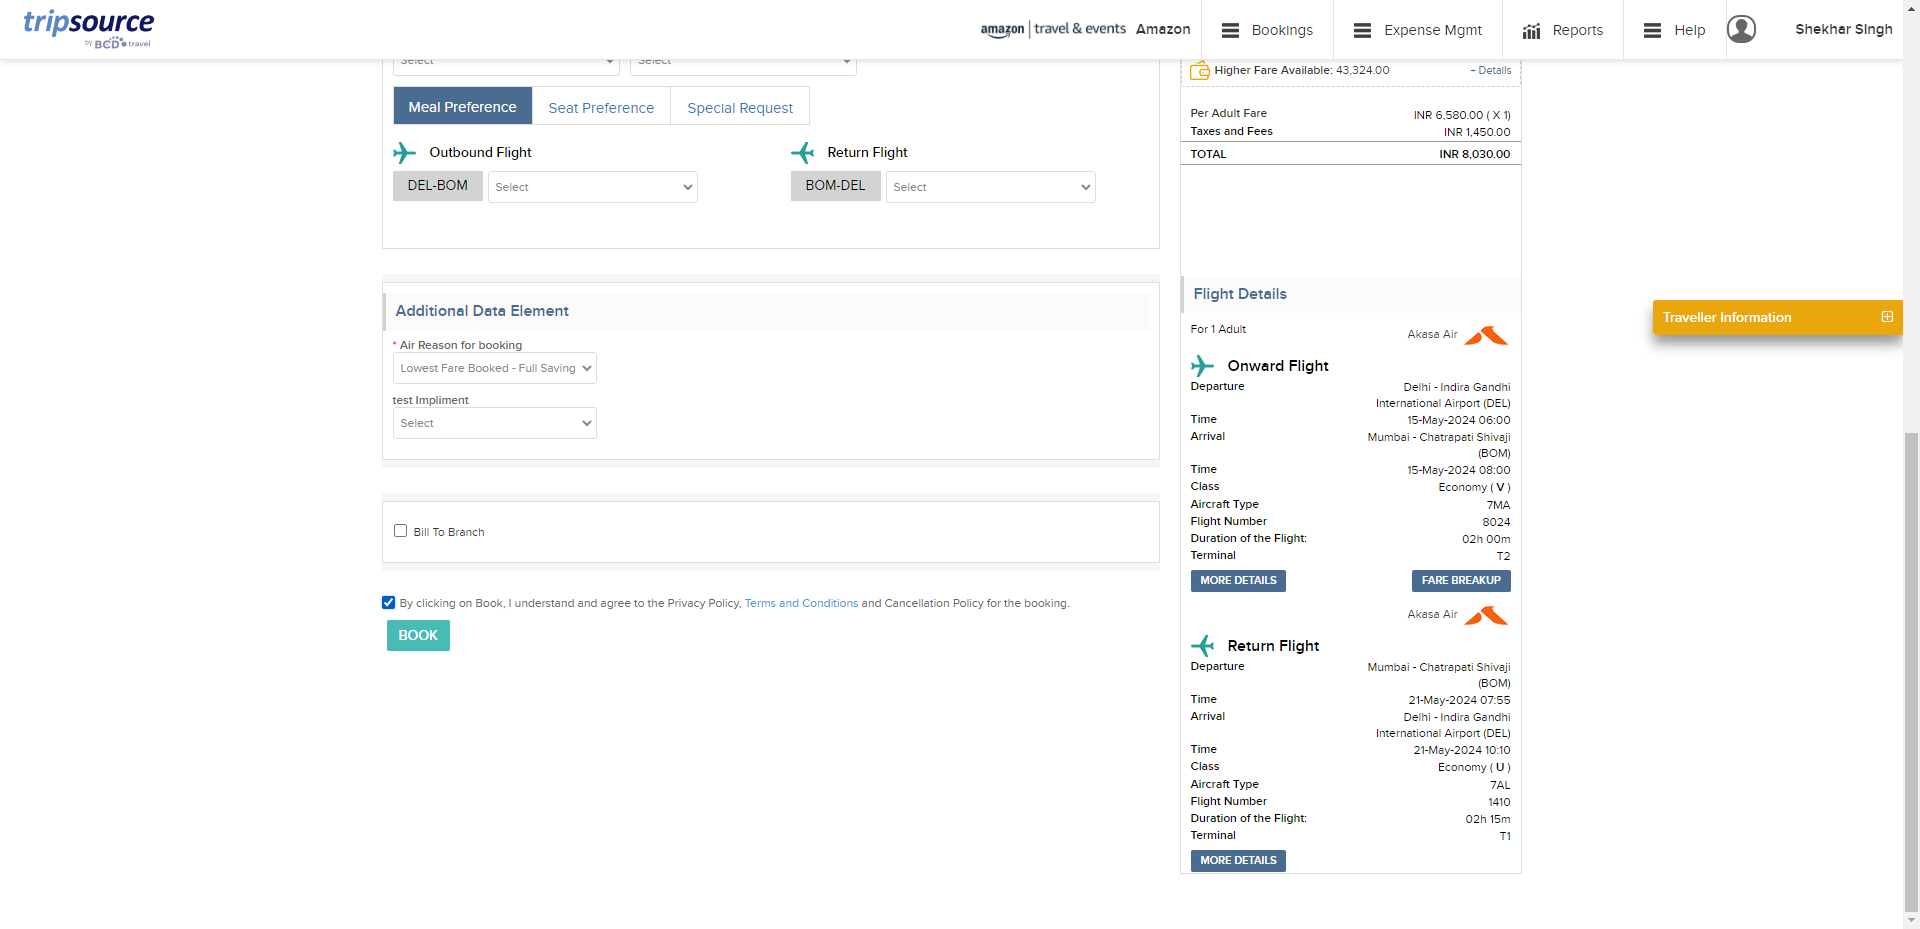 tripsource
by BCD travel
amazon | travel & events Amazon
Bookings
Expense Mgmt
Reports
Help
Shekhar Singh
Select
Select
Meal Preference
Seat Preference
Special Request
Outbound Flight
Return Flight
DEL-BOM
Select
BOM-DEL
Select
Additional Data Element
* Air Reason for booking
Lowest Fare Booked - Full Saving
test Impliment
Select
Bill To Branch
By clicking on Book, I understand and agree to the Privacy Policy, Terms and Conditions and Cancellation Policy for the booking.
BOOK
Higher Fare Available: 43,324.00 + Details
Per Adult Fare INR 6,580.00 ( X 1)
Taxes and Fees INR 1,450.00
TOTAL INR 8,030.00
Flight Details
For 1 Adult
Akasa Air
Onward Flight
Departure Delhi - Indira Gandhi
International Airport (DEL)
Time 15-May-2024 06:00
Arrival Mumbai - Chatrapati Shivaji
(BOM)
Time 15-May-2024 08:00
Class Economy ( V )
Aircraft Type 7MA
Flight Number 8024
Duration of the Flight: 02h 00m
Terminal T2
MORE DETAILS FARE BREAKUP
Akasa Air
Return Flight
Departure Mumbai - Chatrapati Shivaji
(BOM)
Time 21-May-2024 07:55
Arrival Delhi - Indira Gandhi
International Airport (DEL)
Time 21-May-2024 10:10
Class Economy ( U )
Aircraft Type 7AL
Flight Number 1410
Duration of the Flight: 02h 15m
Terminal T1
MORE DETAILS
Traveller Information